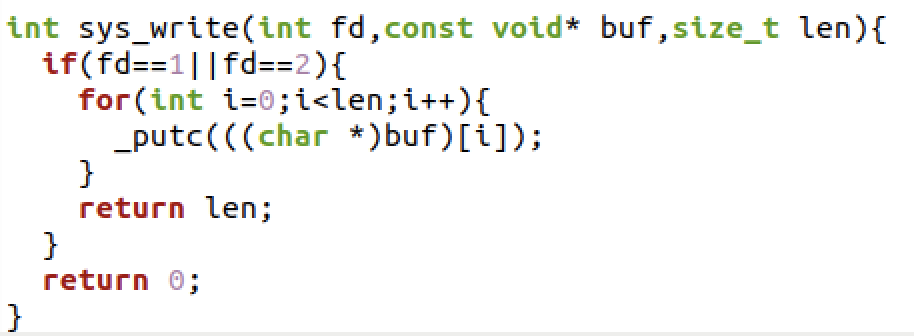 int sys_write(int fd,const void* buf,size_t len){
  if(fd==1||fd==2){
    for(int i=0;i<len;i++){
      _putc(((char *)buf)[i]);
    }
    return len;
  }
  return 0;
}